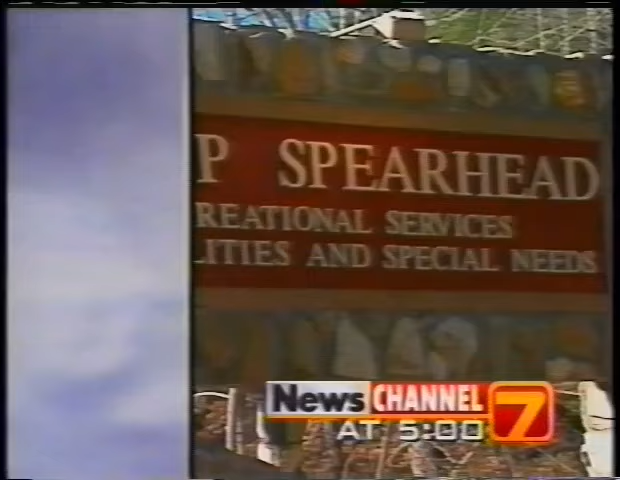 P SPEARHEAD
REATIONAL SERVICES
LITIES AND SPECIAL NEEDS
News CHANNEL 7
AT 5:00